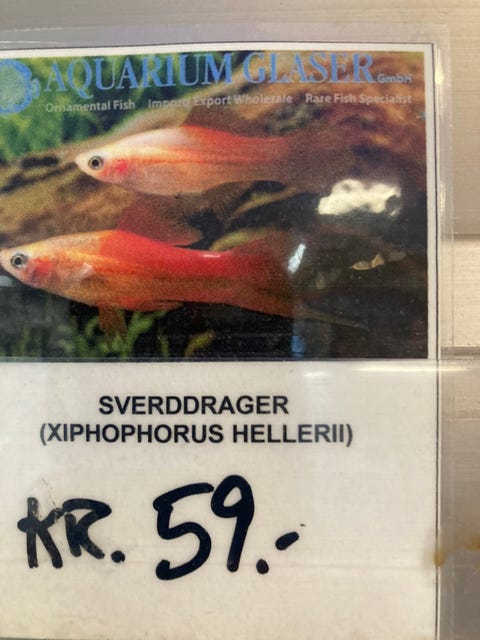 AQUARIUM GLASER GmbH
Ornamental Fish Import Export Wholesale Rare Fish Specialist
SVERDDRAGER
(XIPHOPHORUS HELLERII)
KR. 59.-